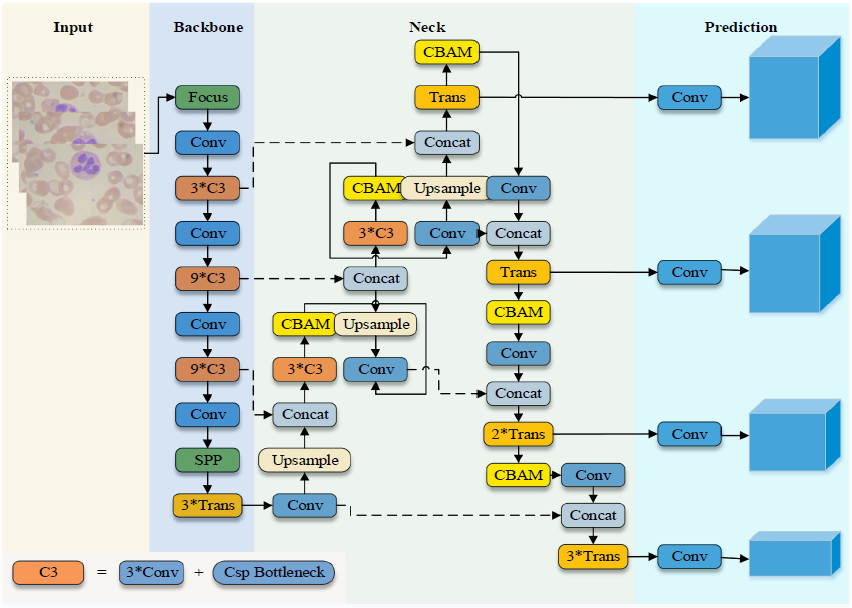 Input
Backbone
Neck
Prediction
Focus
Conv
3*C3
Conv
9*C3
Conv
9*C3
Conv
SPP
3*Trans
CBAM
Trans
Concat
CBAM
Upsample
Conv
3*C3
Conv
Concat
Concat
Trans
CBAM
Upsample
CBAM
3*C3
Conv
Conv
Concat
Concat
Upsample
2*Trans
CBAM
Conv
Conv
Concat
3*Trans
Conv
Conv
Conv
Conv
C3 = 3*Conv + Csp Bottleneck